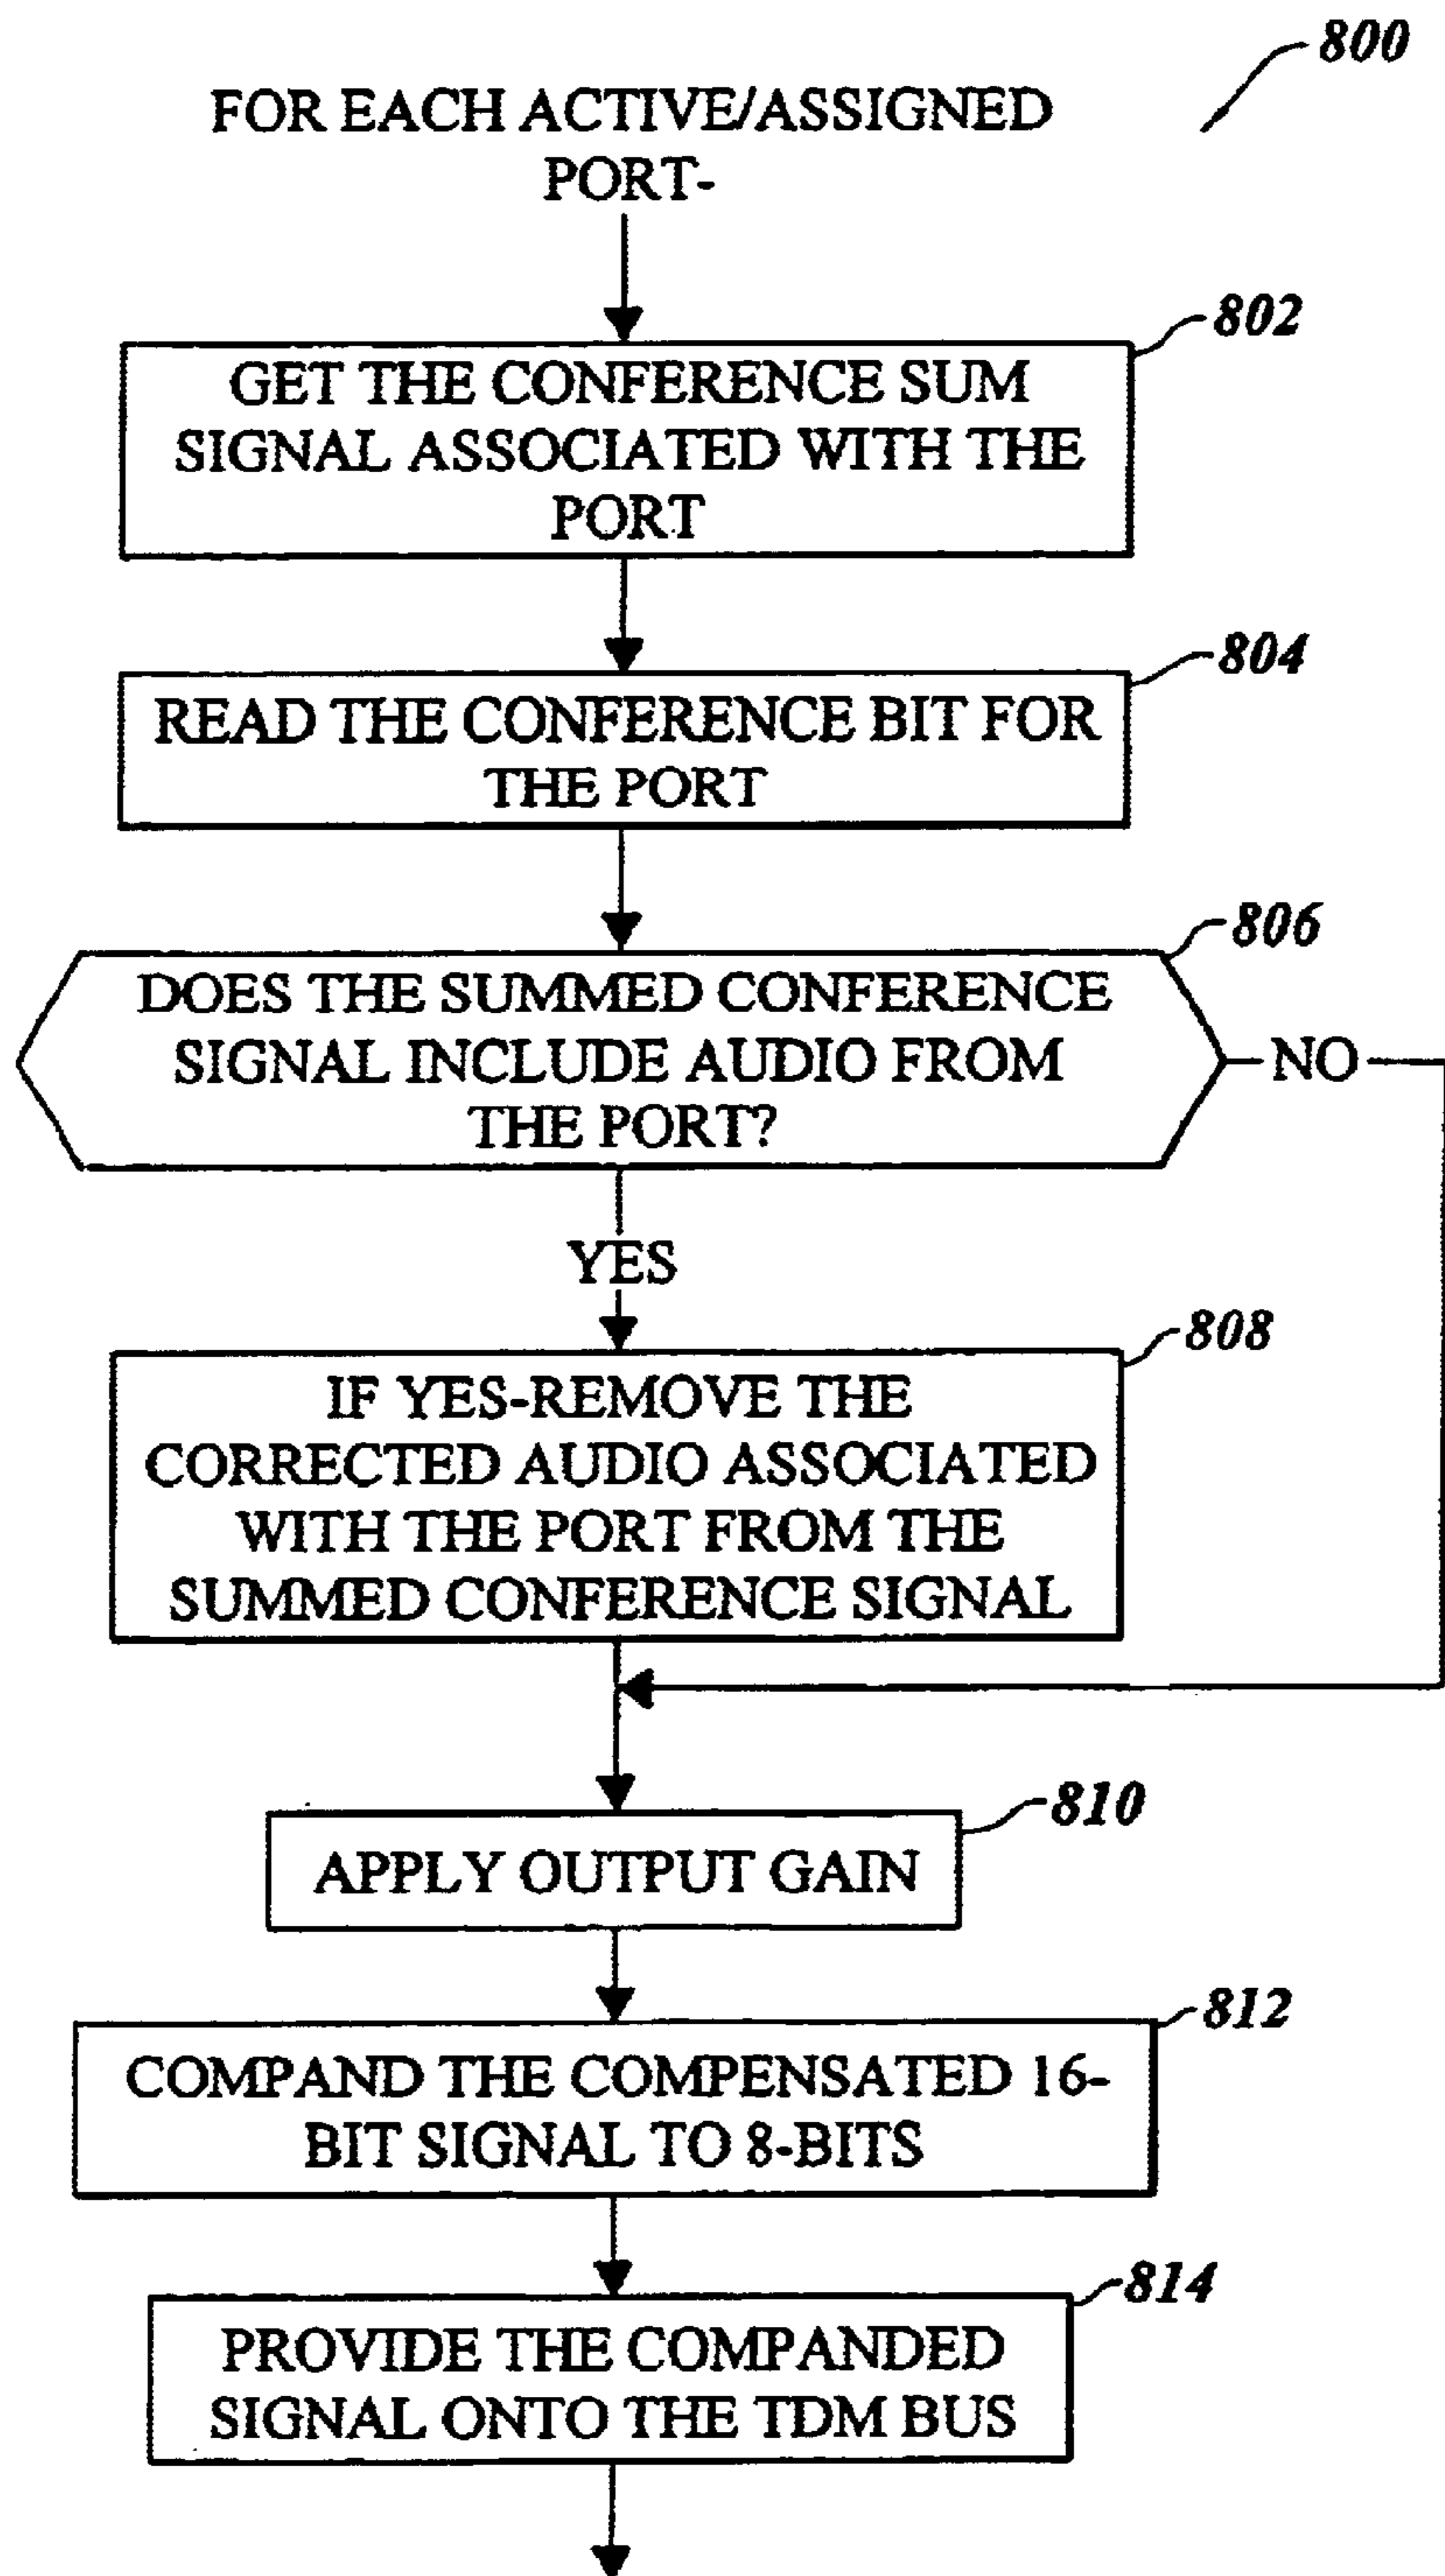 800
FOR EACH ACTIVE/ASSIGNED
PORT-
802
GET THE CONFERENCE SUM
SIGNAL ASSOCIATED WITH THE
PORT
804
READ THE CONFERENCE BIT FOR
THE PORT
806
DOES THE SUMMED CONFERENCE
SIGNAL INCLUDE AUDIO FROM
THE PORT?
NO
YES
808
IF YES-REMOVE THE
CORRECTED AUDIO ASSOCIATED
WITH THE PORT FROM THE
SUMMED CONFERENCE SIGNAL
810
APPLY OUTPUT GAIN
812
COMPAND THE COMPENSATED 16-
BIT SIGNAL TO 8-BITS
814
PROVIDE THE COMPANDED
SIGNAL ONTO THE TDM BUS